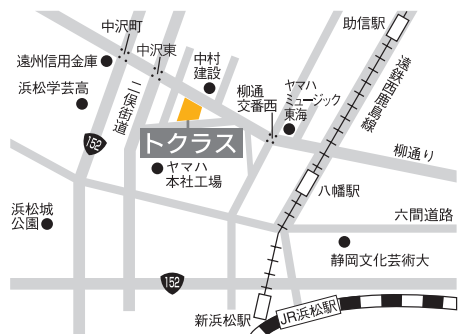 中沢町
助信駅
中沢東
遠州信用金庫
中村
建設
浜松学芸高
二俣街道
柳通
交番西
ヤマハ
ミュージック
東海
遠鉄西鹿島線
152
トクラス
柳通り
ヤマハ
本社工場
八幡駅
浜松城
公園
六間道路
静岡文化芸術大
152
新浜松駅
JR浜松駅